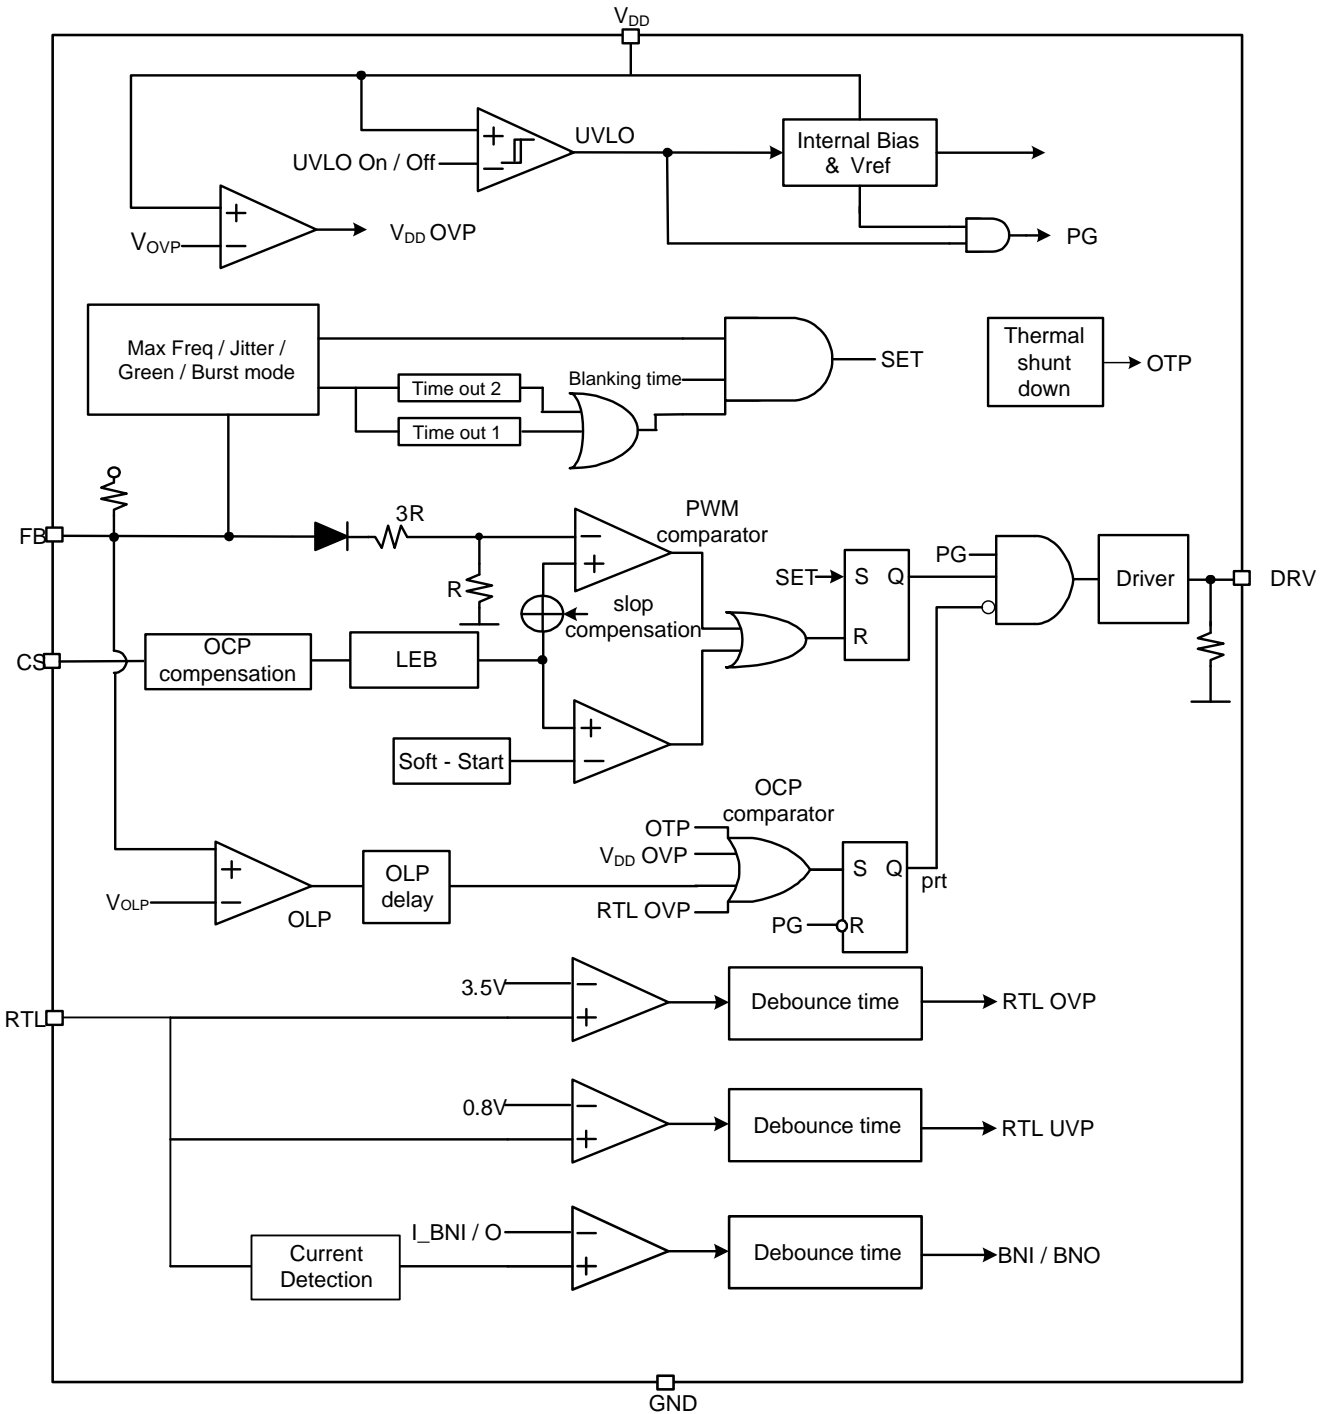 VDD
UVLO
UVLO On / Off
Internal Bias
& Vref
VOVP
VDD OVP
PG
Max Freq / Jitter /
Green / Burst mode
Time out 2
Time out 1
Blanking time
SET
Thermal
shunt
down
OTP
FB
3R
R
PWM
comparator
slop
compensation
SET
S
Q
R
PG
Driver
DRV
CS
OCP
compensation
LEB
Soft - Start
OCP
comparator
OTP
VDD OVP
RTL OVP
VOLP
OLP
OLP
delay
S
Q
prt
PG
R
RTL
3.5V
Debounce time
RTL OVP
0.8V
Debounce time
RTL UVP
I_BNI / O
Current
Detection
Debounce time
BNI / BNO
GND